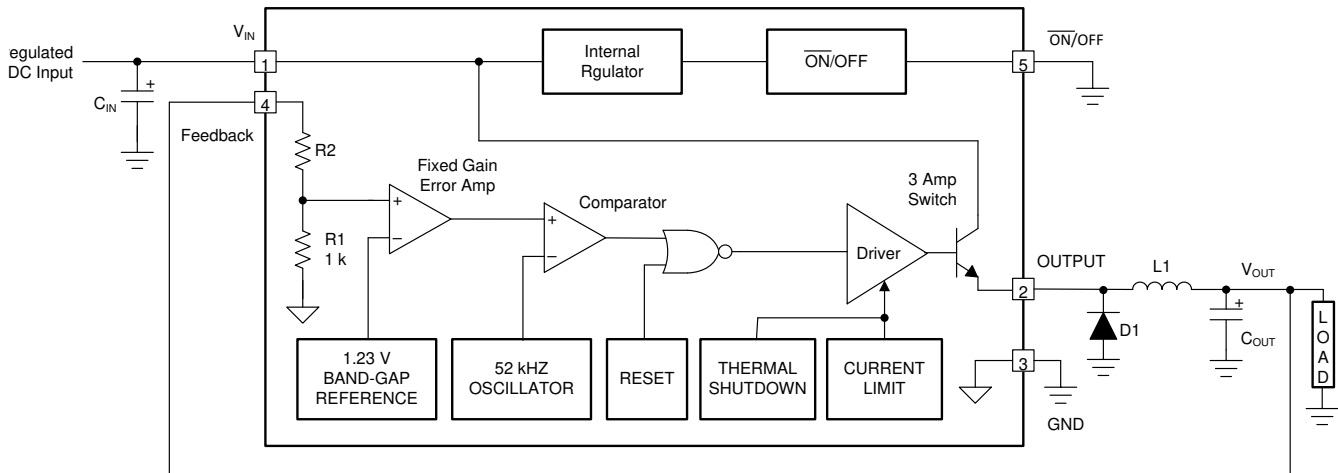 egulated
DC Input
C_IN
+
V_IN
1
4
Feedback
R2
R1
1 k
Internal
Rgulator
O̅N̅/OFF
5
O̅N̅/OFF
Fixed Gain
Error Amp
+
–
Comparator
+
–
Driver
3 Amp
Switch
OUTPUT
2
3
GND
1.23 V
BAND-GAP
REFERENCE
52 kHZ
OSCILLATOR
RESET
THERMAL
SHUTDOWN
CURRENT
LIMIT
D1
L1
V_OUT
+
C_OUT
LOAD